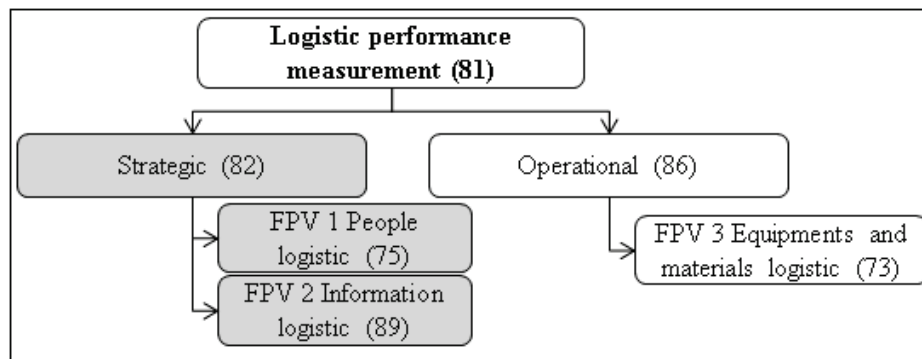 Logistic performance
measurement (81)
Strategic (82)
Operational (86)
FPV 1 People
logistic (75)
FPV 3 Equipments and
materials logistic (73)
FPV 2 Information
logistic (89)